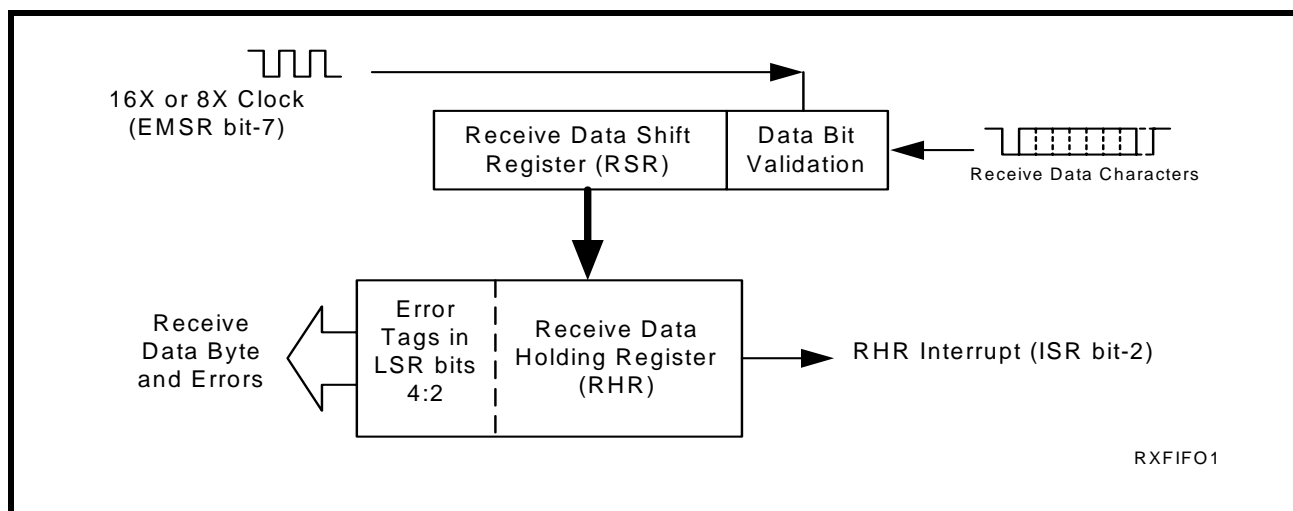 16X or 8X Clock
(EMSR bit-7)
Receive Data Shift
Register (RSR)
Data Bit
Validation
Receive Data Characters
Receive
Data Byte
and Errors
Error
Tags in
LSR bits
4:2
Receive Data
Holding Register
(RHR)
RHR Interrupt (ISR bit-2)
RXFIFO1